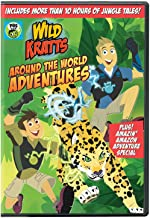 INCLUDES MORE THAN 10 HOURS OF JUNGLE TALES!
PBS
KIDS
WILD
KRATTS
AROUND THE WORLD
ADVENTURES
PLUS!
AMAZIN'
AMAZON
ADVENTURE
SPECIAL
DVD